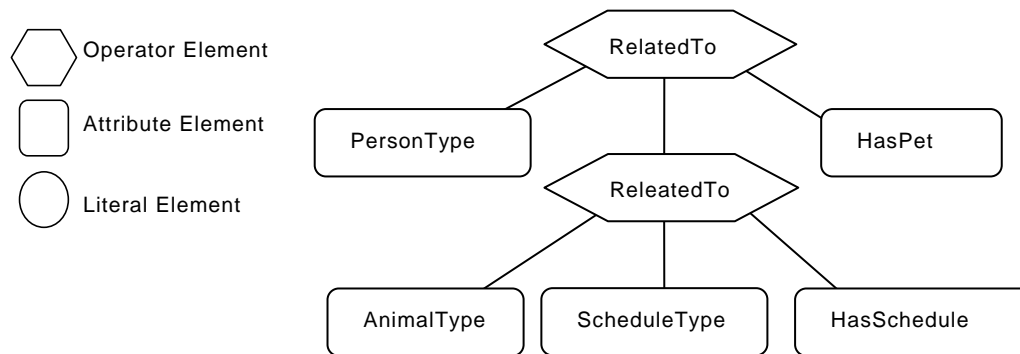 Operator Element
Attribute Element
Literal Element
RelatedTo
PersonType
HasPet
ReleatedTo
AnimalType
ScheduleType
HasSchedule